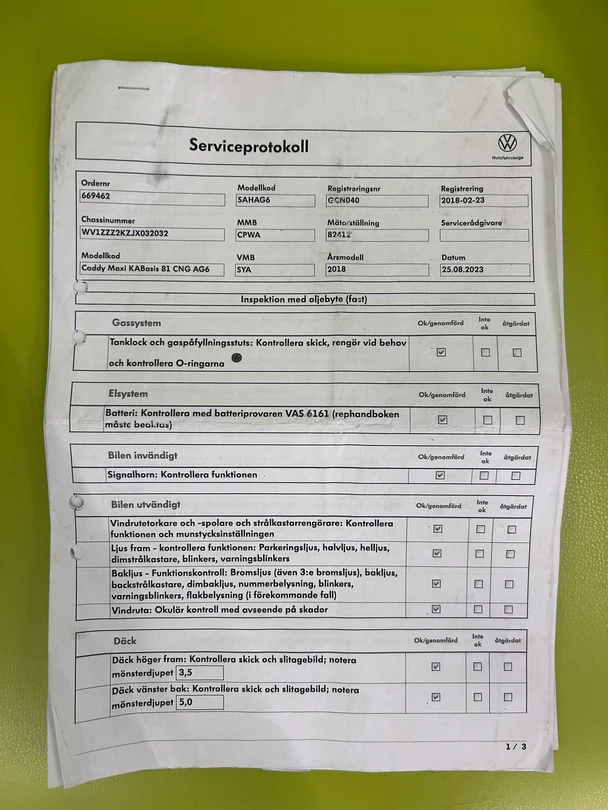 Serviceprotokoll
Nutzfahrzeuge
Ordernr
669462
Modellkod
SAHAG6
Registreringsnr
GCN040
Registrering
2018-02-23
Chassinummer
WV1ZZZ2KZJX032032
MMB
CPWA
Mätarställning
82412
Servicerådgivare
Modellkod
Caddy Maxi KABasis 81 CNG AG6
VMB
SYA
Årsmodell
2018
Datum
25.08.2023
Inspektion med oljebyte (fast)
Gassystem
Ok/genomförd
Inte ok
åtgärdat
Tanklock och gaspåfyllningsstuts: Kontrollera skick, rengör vid behov
och kontrollera O-ringarna
Elsystem
Ok/genomförd
Inte ok
åtgärdat
Batteri: Kontrollera med batteriprovaren VAS 6161 (rephandboken
måste beaktas)
Bilen invändigt
Ok/genomförd
Inte ok
åtgärdat
Signalhorn: Kontrollera funktionen
Bilen utvändigt
Ok/genomförd
Inte ok
åtgärdat
Vindrutetorkare och -spolare och strålkastarrengörare: Kontrollera
funktionen och munstycksinställningen
Ljus fram - kontrollera funktionen: Parkeringsljus, halvljus, helljus,
dimstrålkastare, blinkers, varningsblinkers
Bakljus - Funktionskontroll: Bromsljus (även 3:e bromsljus), bakljus,
backstrålkastare, dimbakljus, nummerbelysning, blinkers,
varningsblinkers, flakbelysning (i förekommande fall)
Vindruta: Okulär kontroll med avseende på skador
Däck
Ok/genomförd
Inte ok
åtgärdat
Däck höger fram: Kontrollera skick och slitagebild; notera
mönsterdjupet 3,5
Däck vänster bak: Kontrollera skick och slitagebild; notera
mönsterdjupet 5,0
1 / 3